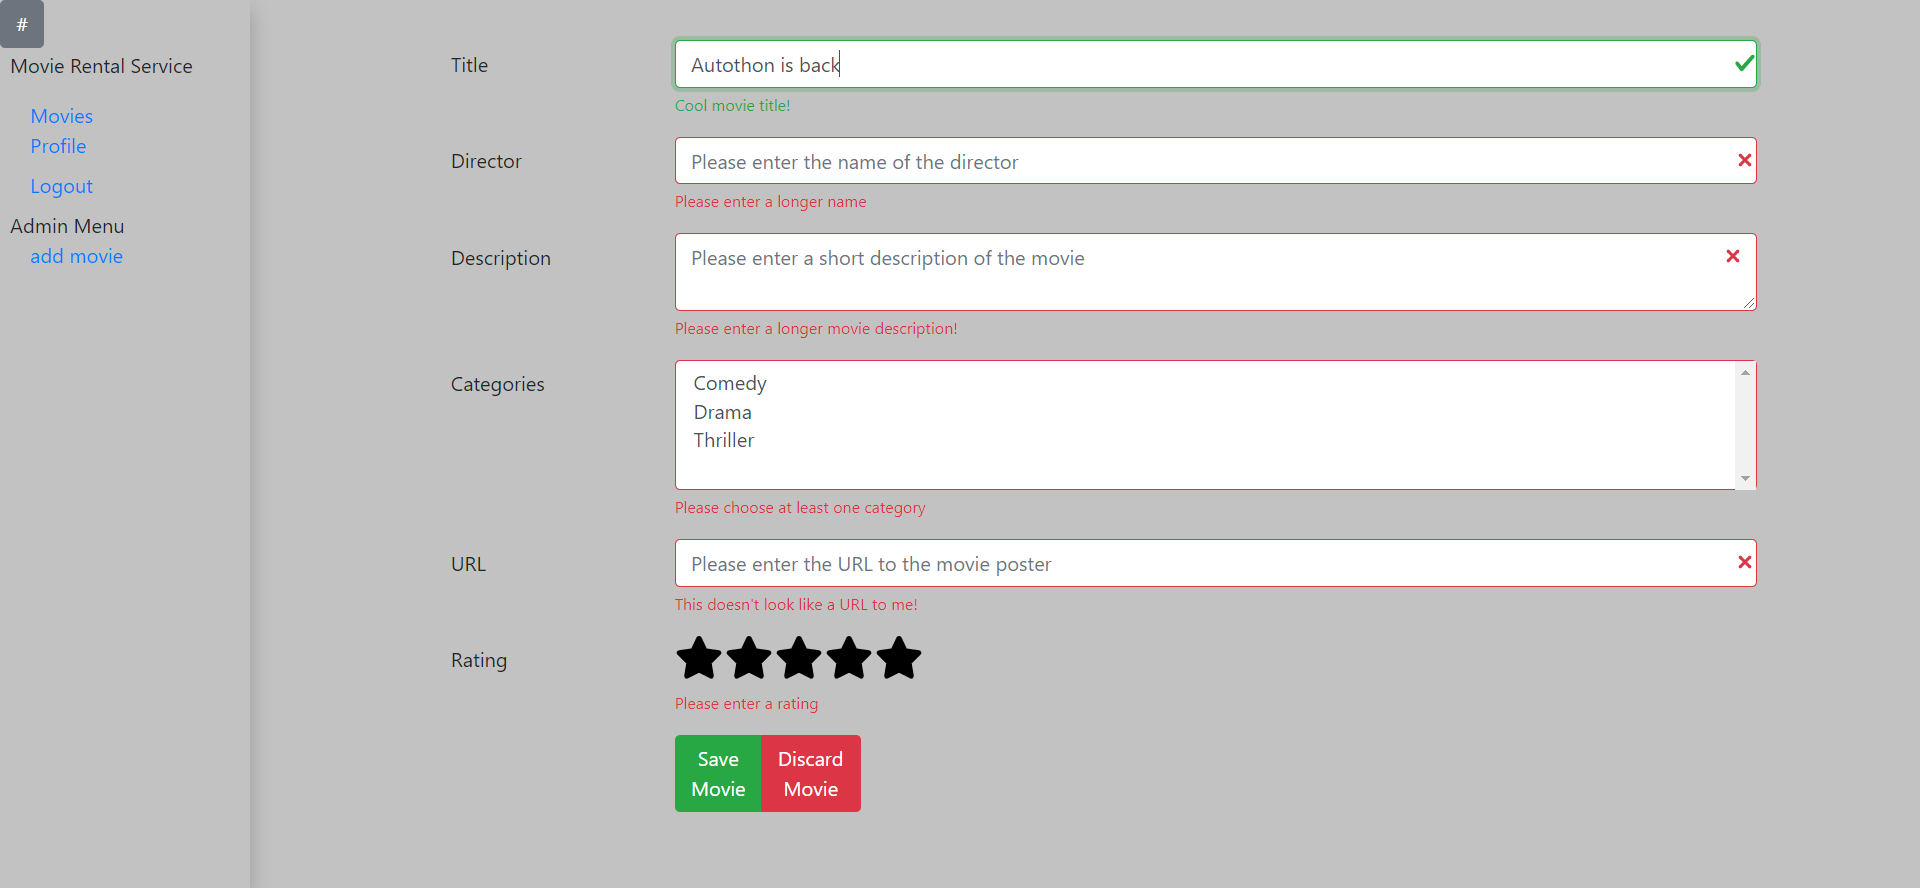 #
Movie Rental Service
Movies
Profile
Logout
Admin Menu
add movie
Title
Autothon is back
Cool movie title!
Director
Please enter the name of the director
Please enter a longer name
Description
Please enter a short description of the movie
Please enter a longer movie description!
Categories
Comedy
Drama
Thriller
Please choose at least one category
URL
Please enter the URL to the movie poster
This doesn't look like a URL to me!
Rating
Please enter a rating
Save
Movie
Discard
Movie